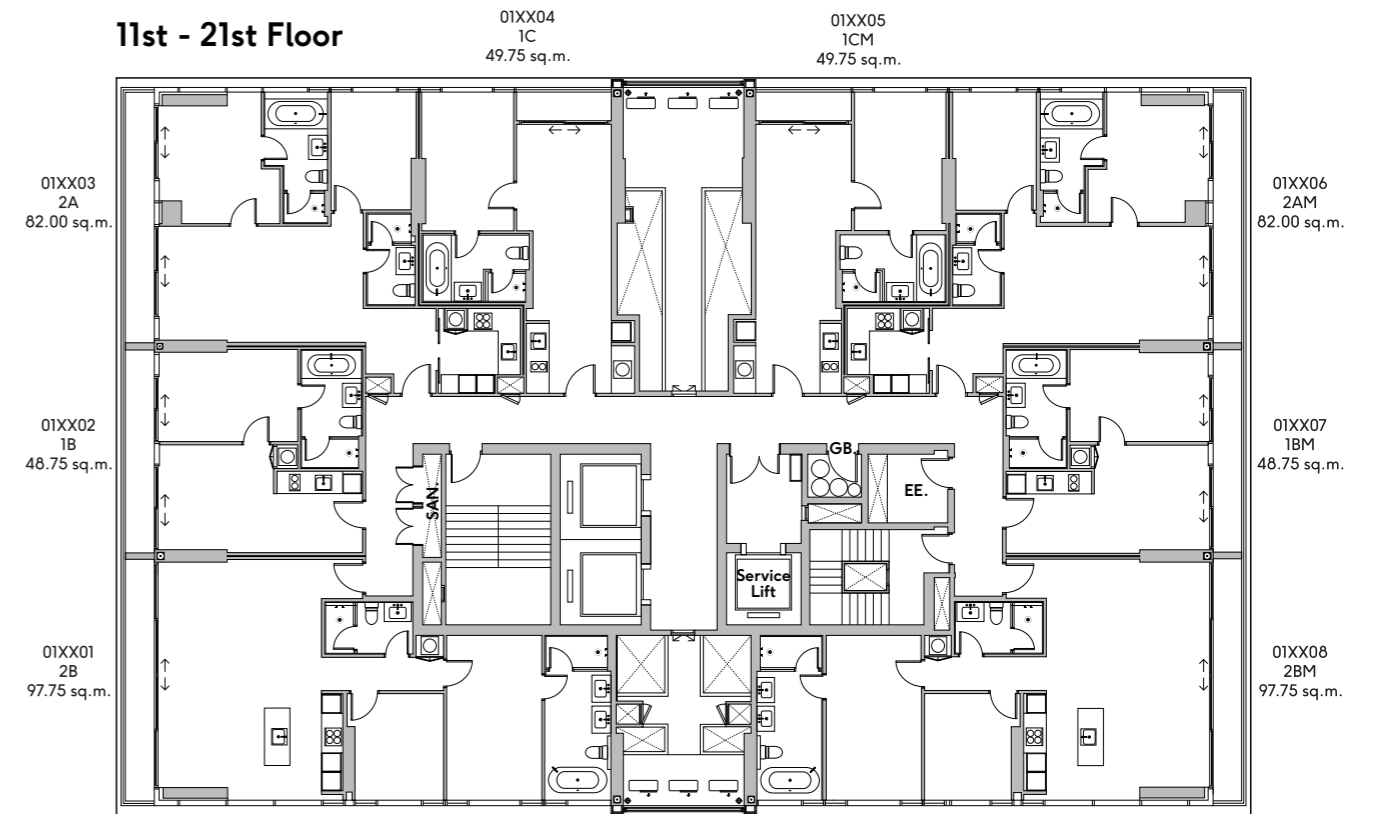 11st - 21st Floor
01XX04
1C
49.75 sq.m.
01XX05
1CM
49.75 sq.m.
01XX03
2A
82.00 sq.m.
01XX06
2AM
82.00 sq.m.
01XX02
1B
48.75 sq.m.
01XX07
1BM
48.75 sq.m.
GB.
EE.
SAN.
Service
Lift
01XX01
2B
97.75 sq.m.
01XX08
2BM
97.75 sq.m.